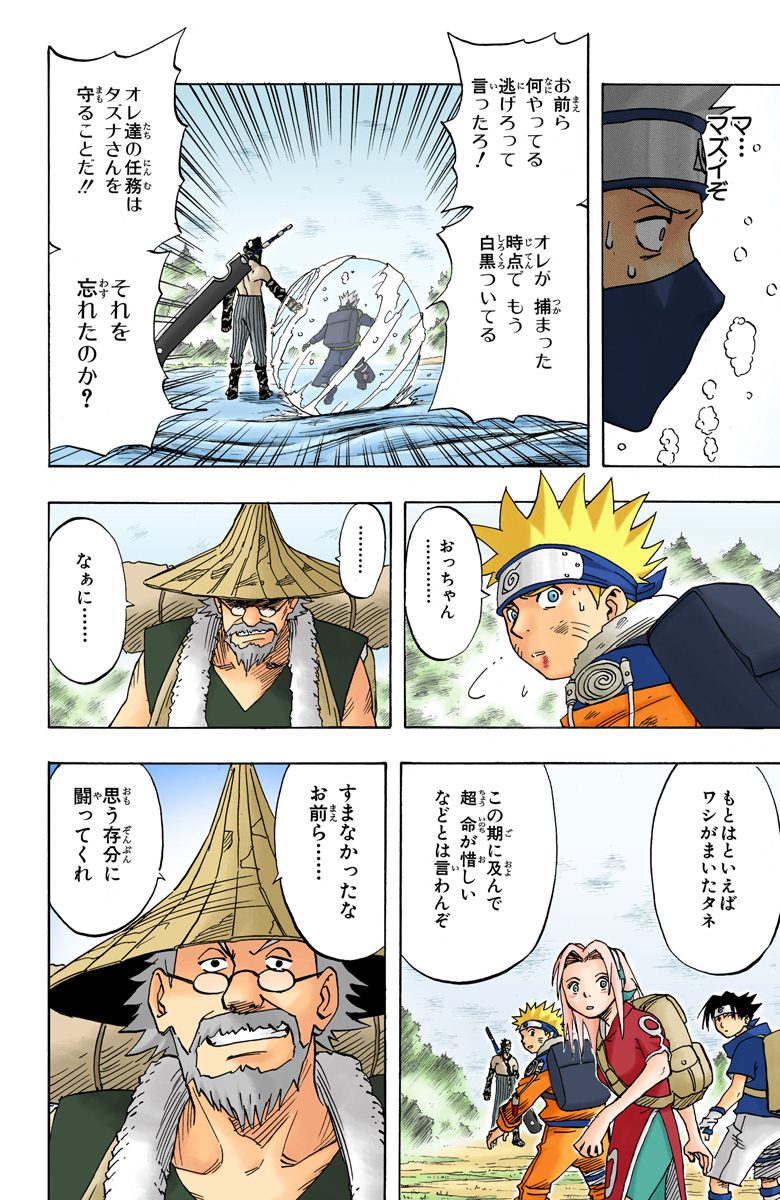 マ…
マズイぞ
お前ら
何やってる
逃げろって
言ったろ！
オレが 捕まった
時点で もう
白黒ついてる
オレ達の任務は
タズナさんを
守ることだ!!
それを
忘れたのか？
おっちゃん
…………
………
なぁに……
もとはといえば
ワシがまいたタネ
この期に及んで
超 命が惜しい
などとは言わんぞ
すまなかったな
お前ら……
思う存分に
闘ってくれ